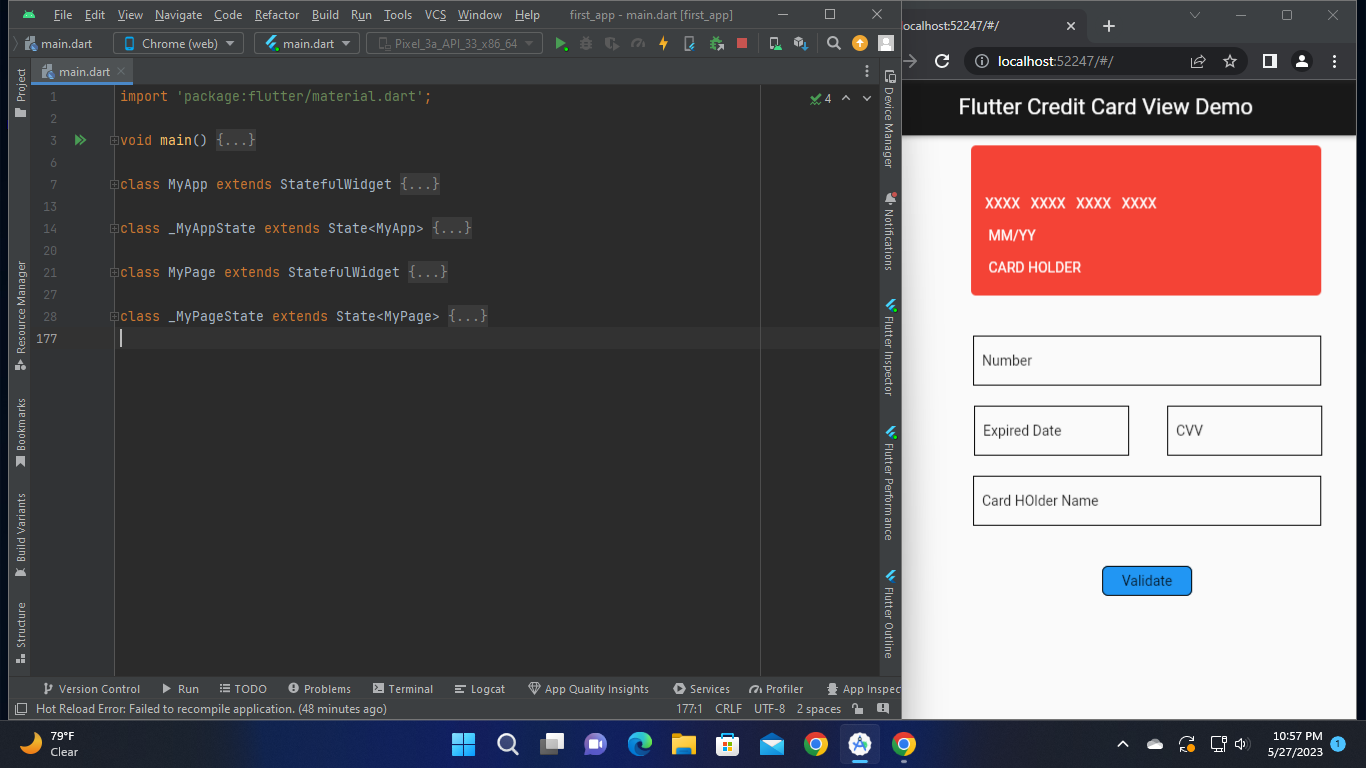 File Edit View Navigate Code Refactor Build Run Tools VCS Window Help first_app - main.dart [first_app]
main.dart Chrome (web) main.dart Pixel_3a_API_33_x86_64
main.dart
Project
Resource Manager
Bookmarks
Build Variants
Structure
1 import 'package:flutter/material.dart';
2
3 void main() {...}
6
7 class MyApp extends StatefulWidget {...}
13
14 class _MyAppState extends State<MyApp> {...}
20
21 class MyPage extends StatefulWidget {...}
27
28 class _MyPageState extends State<MyPage> {...}
177
4
Device Manager
Notifications
Flutter Inspector
Flutter Performance
Flutter Outline
Version Control Run TODO Problems Terminal Logcat App Quality Insights Services Profiler App Inspec
Hot Reload Error: Failed to recompile application. (48 minutes ago) 177:1 CRLF UTF-8 2 spaces
ocalhost:52247/#/
localhost:52247/#/
Flutter Credit Card View Demo
XXXX XXXX XXXX XXXX
MM/YY
CARD HOLDER
Number
Expired Date CVV
Card HOlder Name
Validate
79°F
Clear
10:57 PM
5/27/2023
1